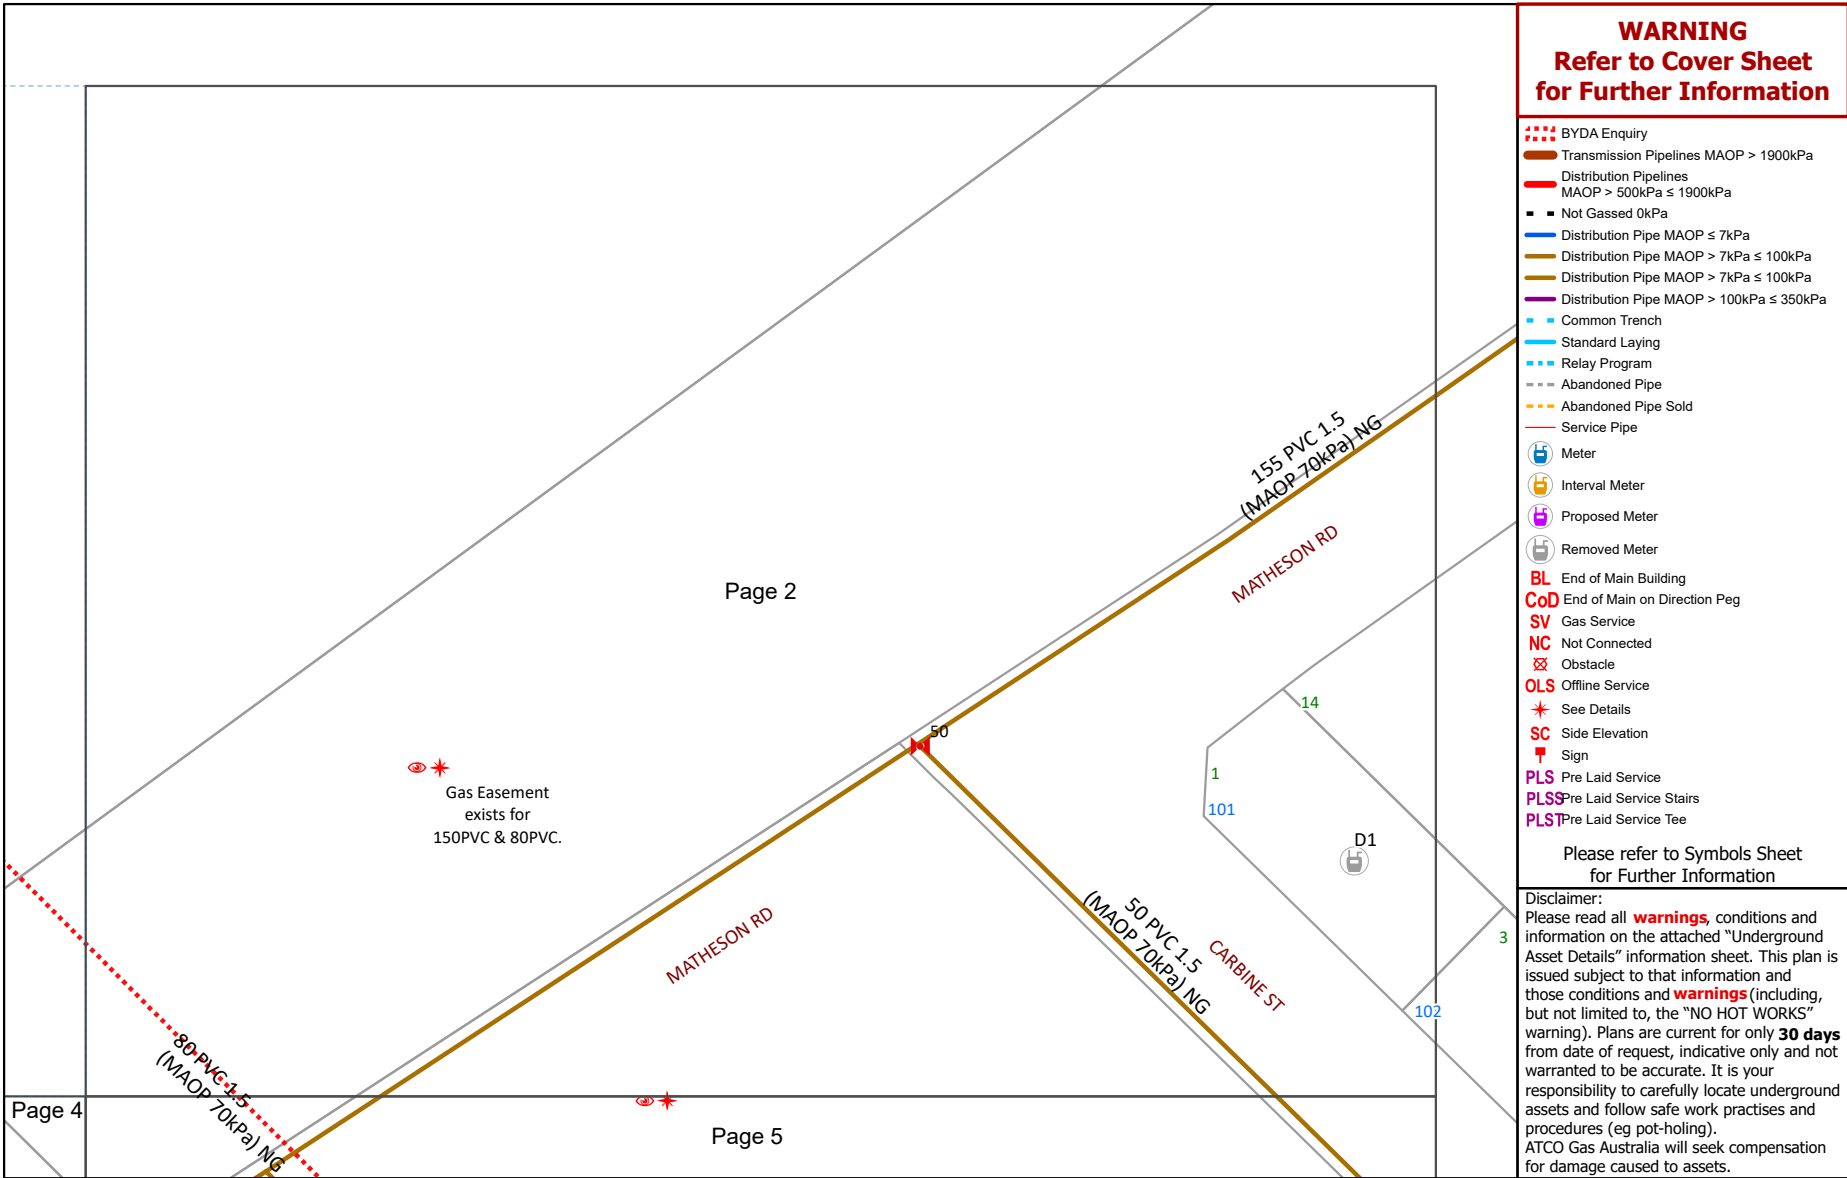 WARNING
Refer to Cover Sheet
for Further Information
BYDA Enquiry
Transmission Pipelines MAOP > 1900kPa
Distribution Pipelines
MAOP > 500kPa ≤ 1900kPa
Not Gassed 0kPa
Distribution Pipe MAOP ≤ 7kPa
Distribution Pipe MAOP > 7kPa ≤ 100kPa
Distribution Pipe MAOP > 7kPa ≤ 100kPa
Distribution Pipe MAOP > 100kPa ≤ 350kPa
Common Trench
Standard Laying
Relay Program
Abandoned Pipe
Abandoned Pipe Sold
Service Pipe
Meter
Interval Meter
Proposed Meter
Removed Meter
BL End of Main Building
CoD End of Main on Direction Peg
SV Gas Service
NC Not Connected
Obstacle
OLS Offline Service
See Details
SC Side Elevation
Sign
PLS Pre Laid Service
PLSS Pre Laid Service Stairs
PLST Pre Laid Service Tee
Please refer to Symbols Sheet
for Further Information
Disclaimer:
Please read all warnings, conditions and
information on the attached “Underground
Asset Details” information sheet. This plan is
issued subject to that information and
those conditions and warnings (including,
but not limited to, the “NO HOT WORKS”
warning). Plans are current for only 30 days
from date of request, indicative only and not
warranted to be accurate. It is your
responsibility to carefully locate underground
assets and follow safe work practises and
procedures (eg pot-holing).
ATCO Gas Australia will seek compensation
for damage caused to assets.
155 PVC 1.5
(MAOP 70kPa) NG
MATHESON RD
Page 2
14
50
1
101
Gas Easement
exists for
150PVC & 80PVC.
D1
50 PVC 1.5
(MAOP 70kPa) NG
CARBINE ST
MATHESON RD
3
102
80 PVC 1.5
(MAOP 70kPa) NG
Page 4
Page 5